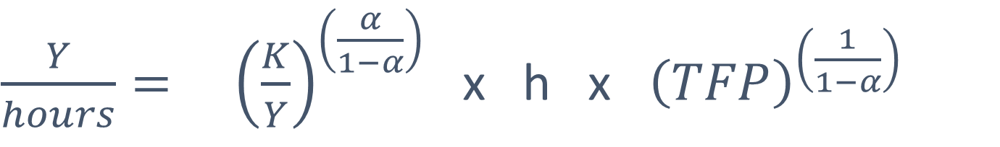 Y/hours = (K/Y)^(α/(1−α)) x h x (TFP)^(1/(1−α))